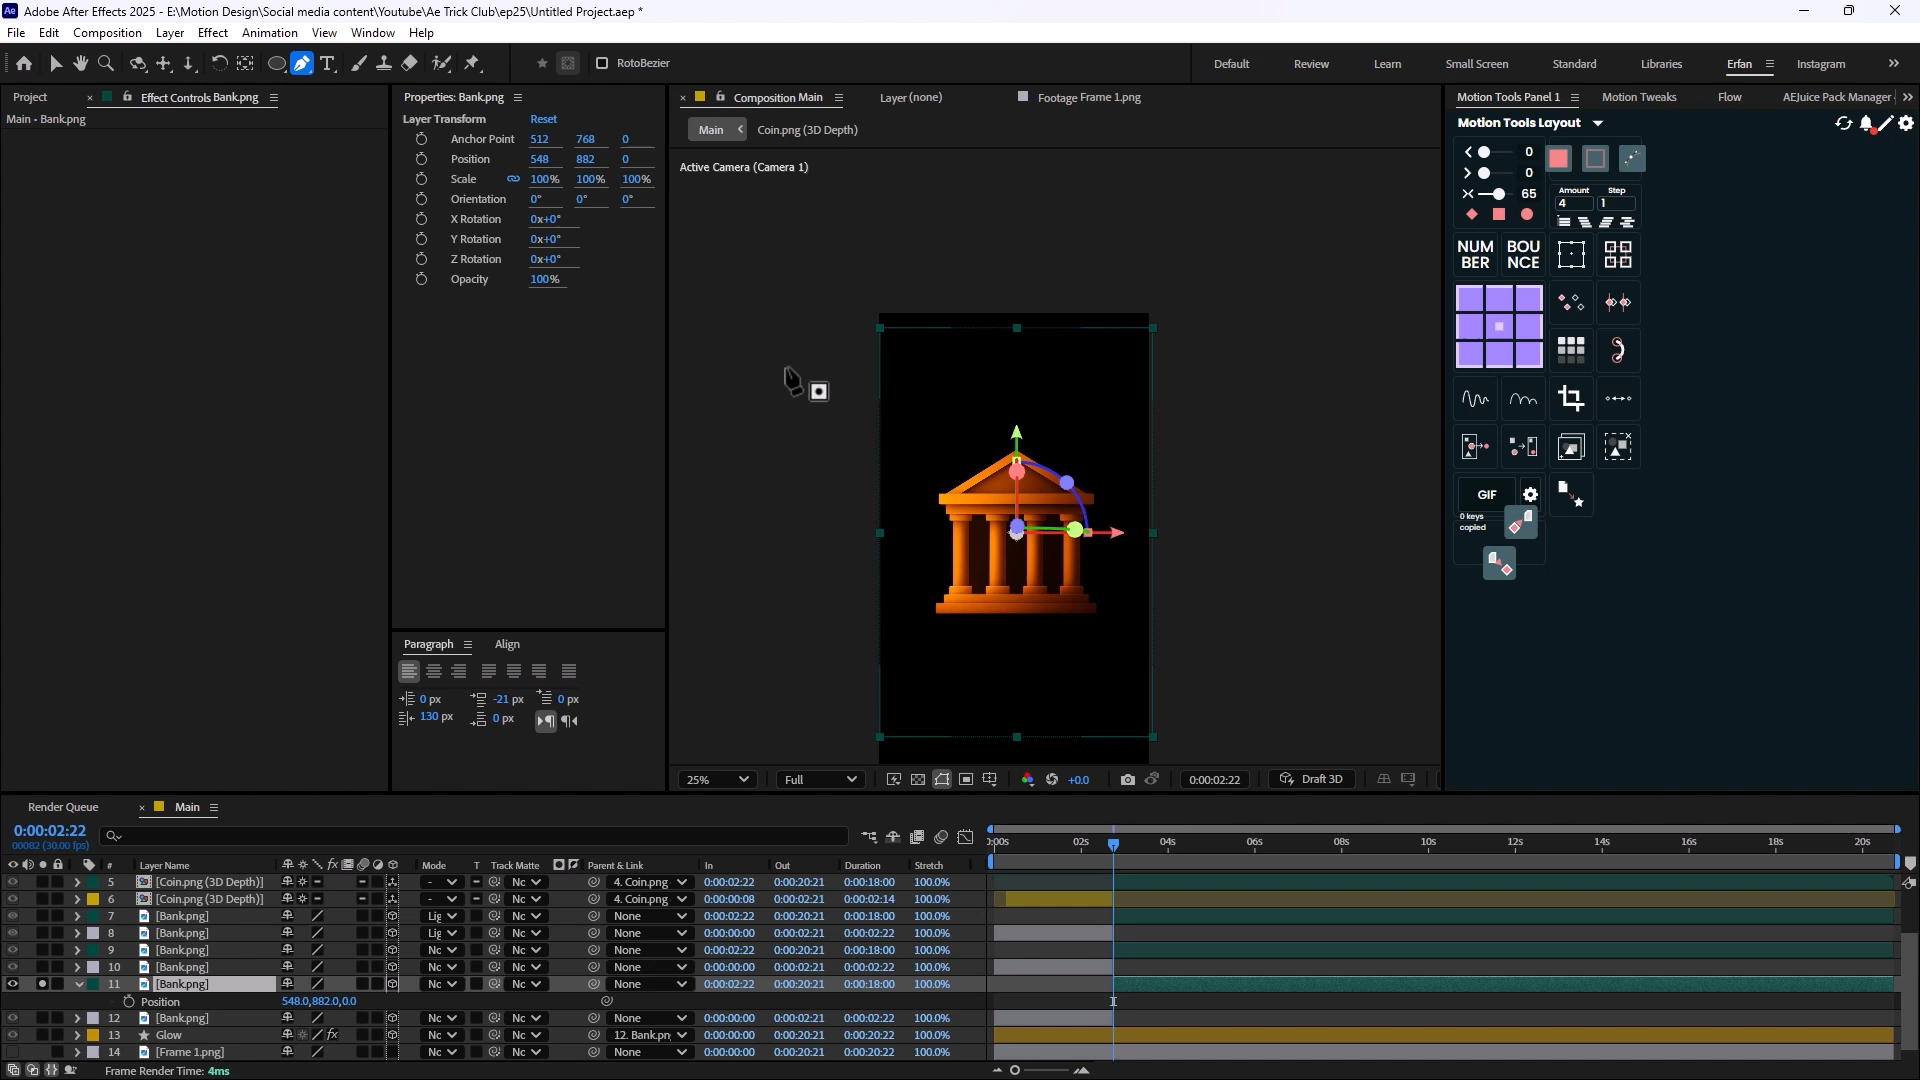 Adobe After Effects 2025 - E:\Motion Design\Social media content\Youtube\Ae Trick Club\ep25\Untitled Project.aep *
File Edit Composition Layer Effect Animation View Window Help
RotoBezier
Default Review Learn Small Screen Standard Libraries Erfan Instagram
Project Effect Controls Bank.png
Main - Bank.png
Properties: Bank.png
Layer Transform Reset
Anchor Point 512 768 0
Position 548 882 0
Scale 100% 100% 100%
Orientation 0° 0° 0°
X Rotation 0x+0°
Y Rotation 0x+0°
Z Rotation 0x+0°
Opacity 100%
Paragraph Align
0 px -21 px 0 px
130 px 0 px
Composition Main Layer (none) Footage Frame 1.png
Main Coin.png (3D Depth)
Active Camera (Camera 1)
25% Full +0.0 0:00:02:22 Draft 3D
Motion Tools Panel 1 Motion Tweaks Flow AEJuice Pack Manager
Motion Tools Layout
0
0
65
Amount Step
4 1
NUM
BER
BOU
NCE
GIF
0 keys
copied
Render Queue Main
0:00:02:22
00082 (30.00 fps)
# Layer Name Mode T Track Matte Parent & Link In Out Duration Stretch
5 [Coin.png (3D Depth)] - Nc 4. Coin.png 0:00:02:22 0:00:20:21 0:00:18:00 100.0%
6 [Coin.png (3D Depth)] - Nc 4. Coin.png 0:00:00:08 0:00:02:21 0:00:02:14 100.0%
7 [Bank.png] Lig Nc None 0:00:02:22 0:00:20:21 0:00:18:00 100.0%
8 [Bank.png] Lig Nc None 0:00:00:00 0:00:02:21 0:00:02:22 100.0%
9 [Bank.png] Nc Nc None 0:00:02:22 0:00:20:21 0:00:18:00 100.0%
10 [Bank.png] Nc Nc None 0:00:00:00 0:00:02:21 0:00:02:22 100.0%
11 [Bank.png] Nc Nc None 0:00:02:22 0:00:20:21 0:00:18:00 100.0%
Position 548.0,882.0,0.0
12 [Bank.png] Nc Nc None 0:00:00:00 0:00:02:21 0:00:02:22 100.0%
13 Glow fx Nc Nc 12. Bank.pn 0:00:00:00 0:00:20:21 0:00:20:22 100.0%
14 [Frame 1.png] Nc Nc None 0:00:00:00 0:00:20:21 0:00:20:22 100.0%
Frame Render Time: 4ms
):00s 02s 04s 06s 08s 10s 12s 14s 16s 18s 20s